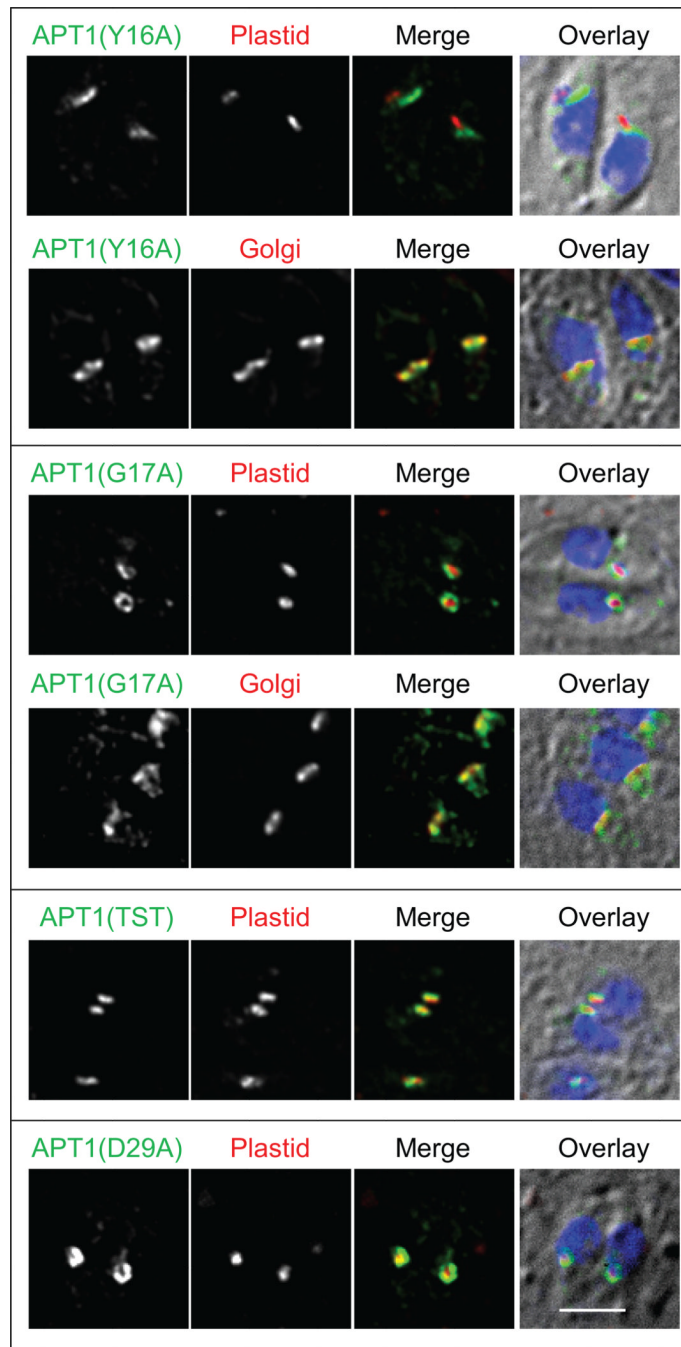 APT1(Y16A) Plastid Merge Overlay
APT1(Y16A) Golgi Merge Overlay
APT1(G17A) Plastid Merge Overlay
APT1(G17A) Golgi Merge Overlay
APT1(TST) Plastid Merge Overlay
APT1(D29A) Plastid Merge Overlay